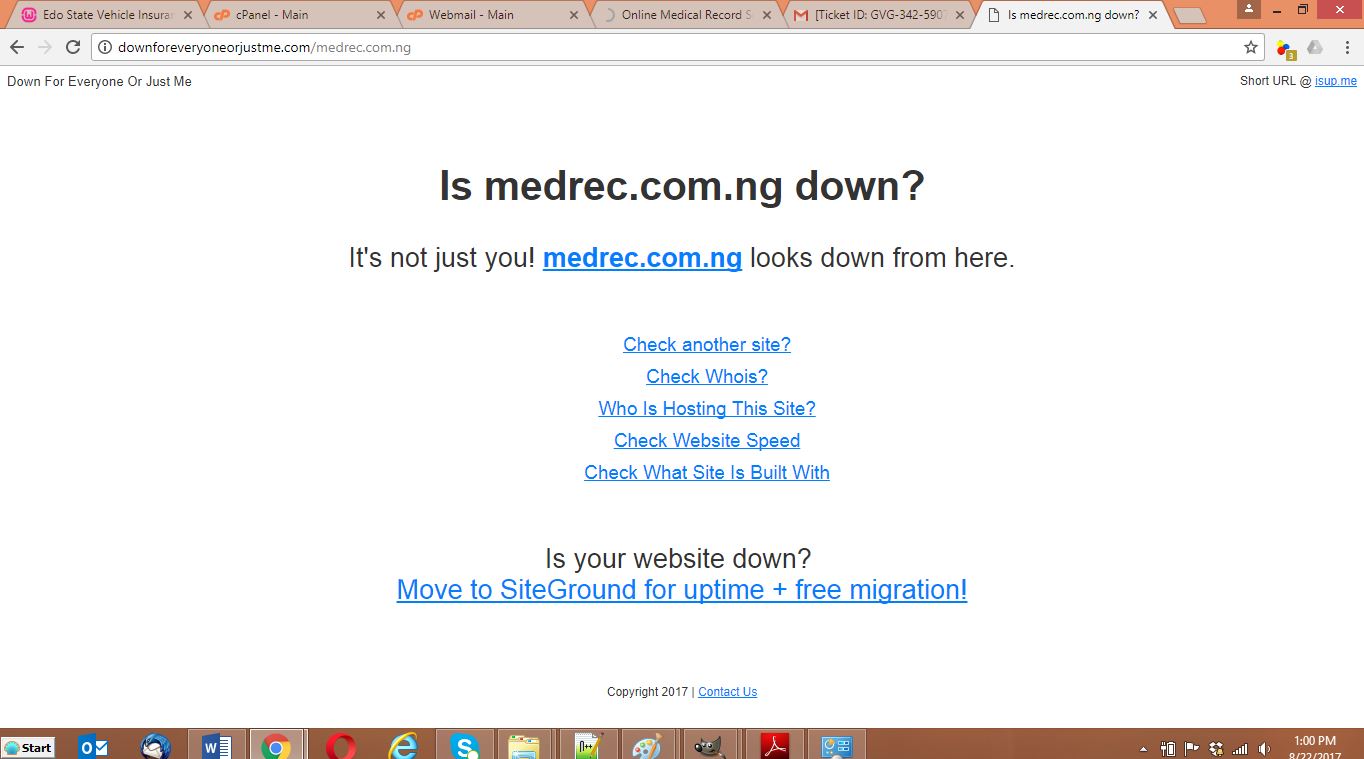 Edo State Vehicle Insuran
cPanel - Main
Webmail - Main
Online Medical Record S
[Ticket ID: GVG-342-5907
Is medrec.com.ng down?
downforeveryoneorjustme.com/medrec.com.ng
3
Down For Everyone Or Just Me
Short URL @ isup.me
Is medrec.com.ng down?
It's not just you! medrec.com.ng looks down from here.
Check another site?
Check Whois?
Who Is Hosting This Site?
Check Website Speed
Check What Site Is Built With
Is your website down?
Move to SiteGround for uptime + free migration!
Copyright 2017 | Contact Us
Start
1:00 PM
8/22/2017